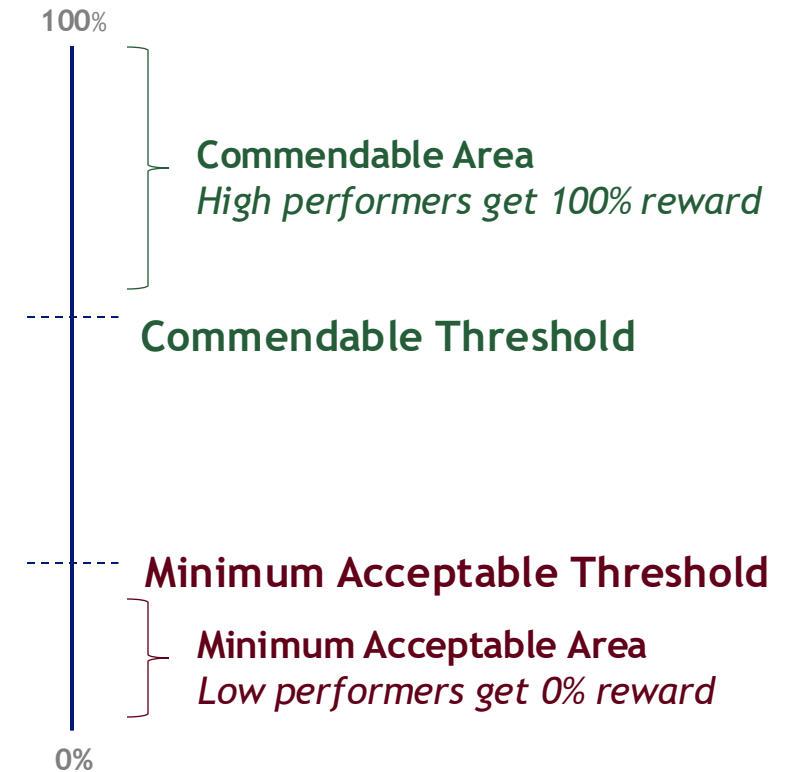 100%
Commendable Area
High performers get 100% reward
Commendable Threshold
Minimum Acceptable Threshold
Minimum Acceptable Area
Low performers get 0% reward
0%